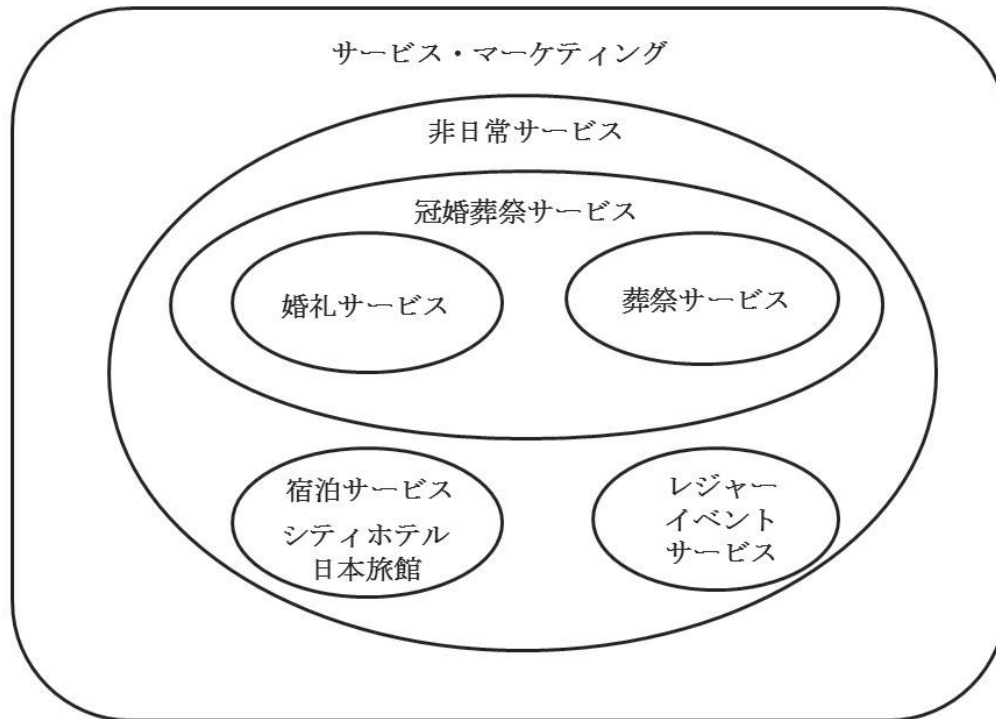 サービス・マーケティング
非日常サービス
冠婚葬祭サービス
婚礼サービス
葬祭サービス
宿泊サービス
シティホテル
日本旅館
レジャー
イベント
サービス